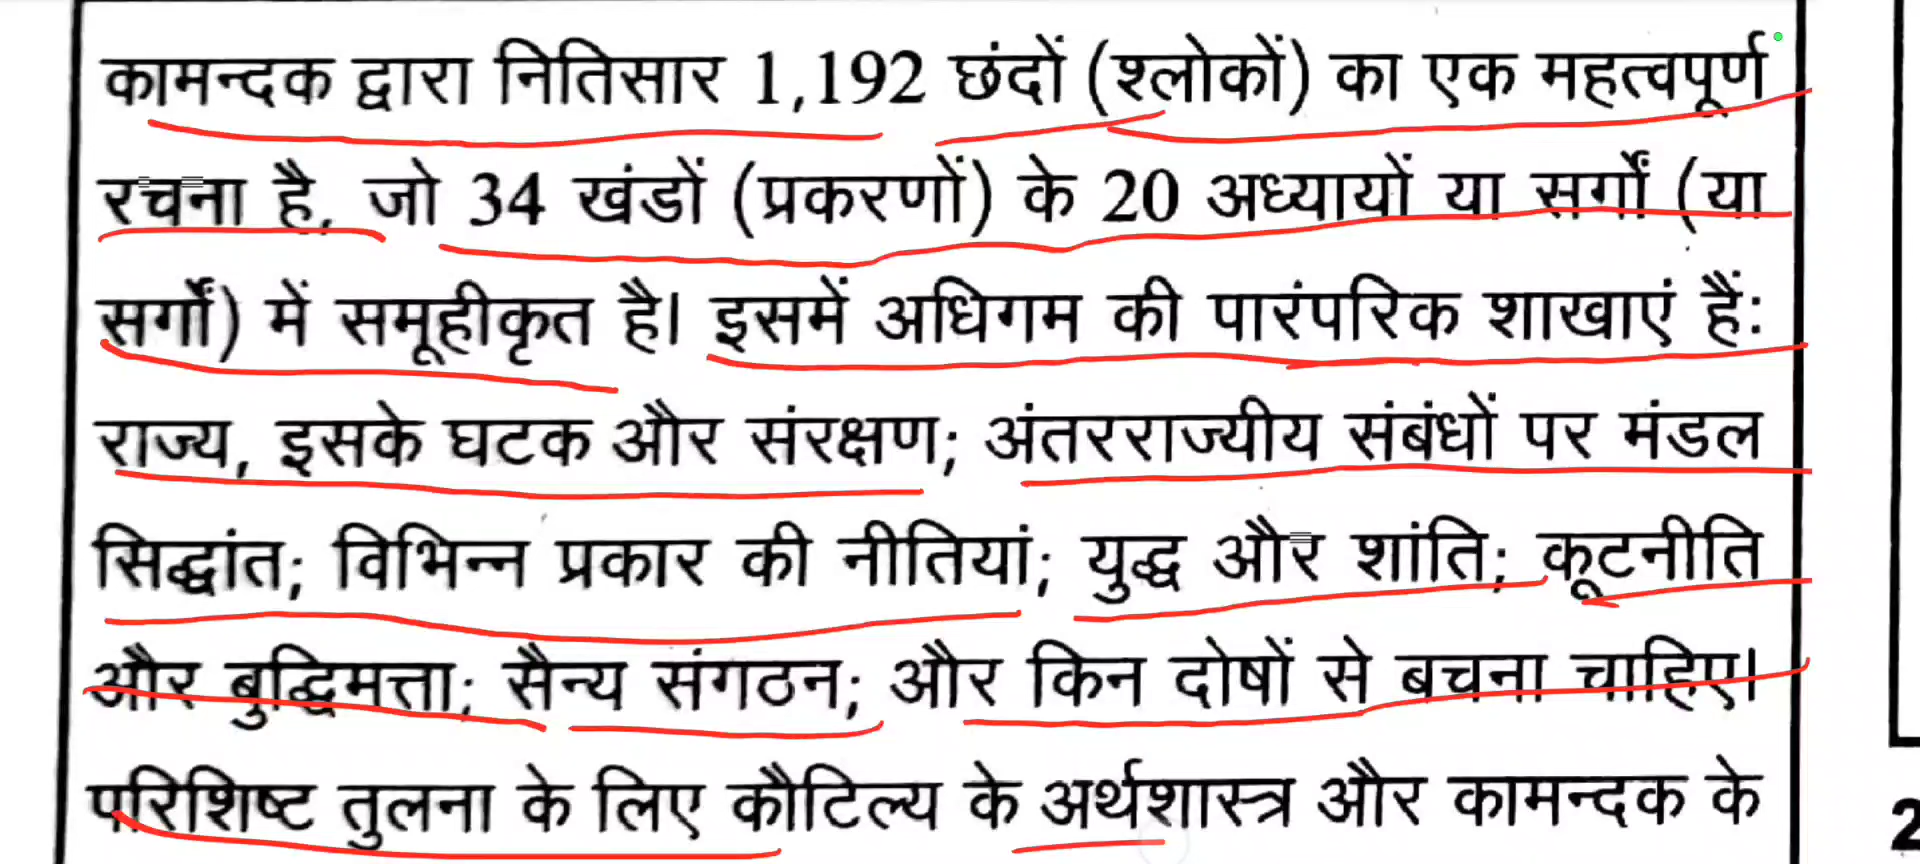 कामन्दक द्वारा नितिसार 1,192 छंदों (श्लोकों) का एक महत्वपूर्ण
रचना है, जो 34 खंडों (प्रकरणों) के 20 अध्यायों या सर्गों (या
सर्गों) में समूहीकृत है। इसमें अधिगम की पारंपरिक शाखाएं हैं:
राज्य, इसके घटक और संरक्षण; अंतरराज्यीय संबंधों पर मंडल
सिद्धांत; विभिन्न प्रकार की नीतियां; युद्ध और शांति; कूटनीति
और बुद्धिमत्ता; सैन्य संगठन; और किन दोषों से बचना चाहिए।
परिशिष्ट तुलना के लिए कौटिल्य के अर्थशास्त्र और कामन्दक के
2